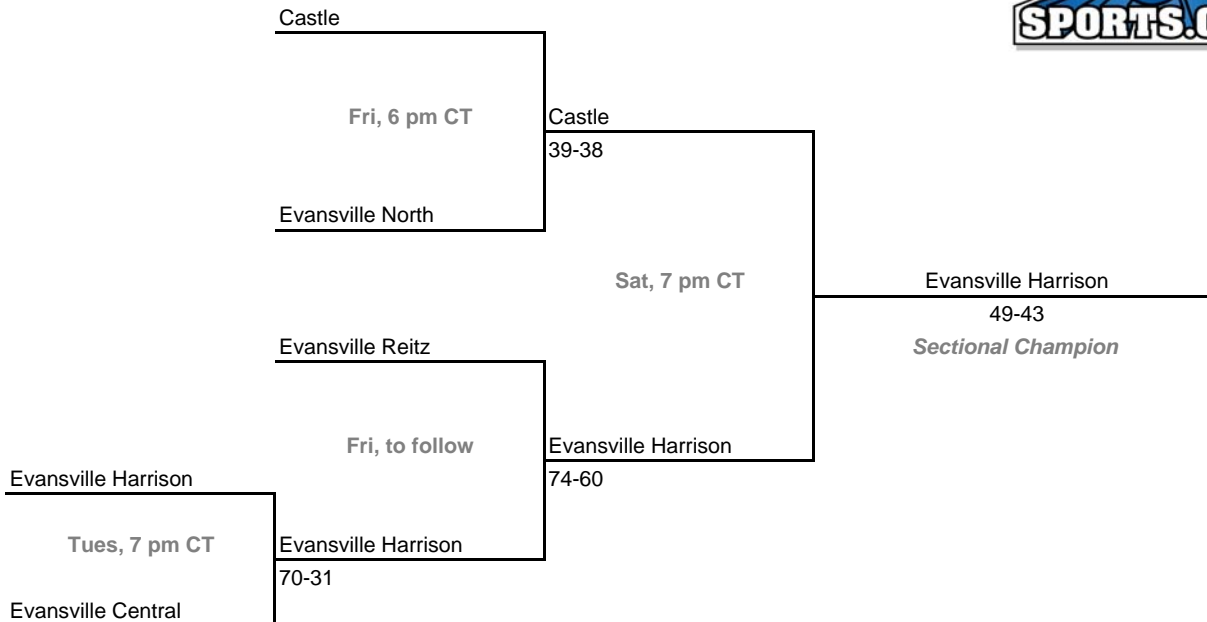 Castle
SPORTS.
Fri, 6 pm CT
Castle
39-38
Evansville North
Sat, 7 pm CT
Evansville Harrison
49-43
Sectional Champion
Evansville Reitz
Fri, to follow
Evansville Harrison
74-60
Evansville Harrison
Tues, 7 pm CT
Evansville Harrison
70-31
Evansville Central